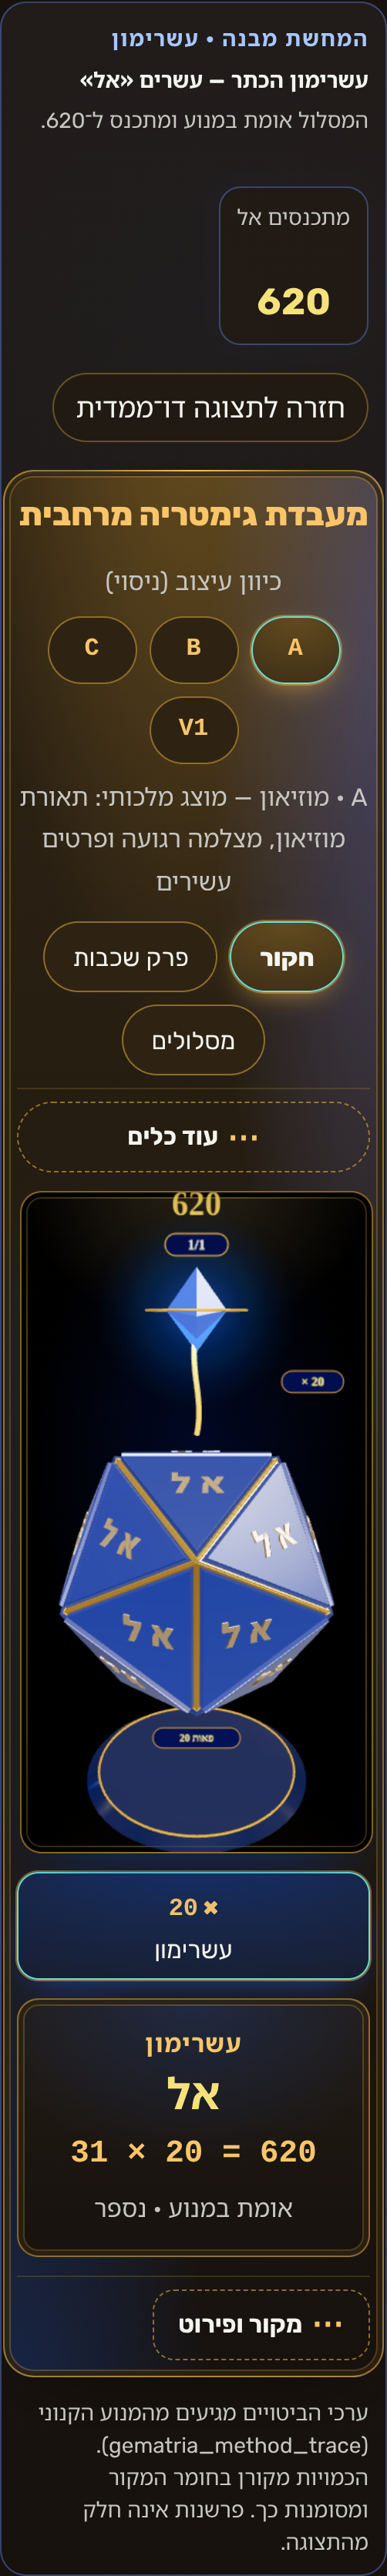 המחשת מבנה • עשרימון
עשרימון הכתר – עשרים «אל»
המסלול אומת במנוע ומתכנס ל־620.
מתכנסים אל
620
חזרה לתצוגה דו־ממדית
מעבדת גימטריה מרחבית
כיוון עיצוב (ניסוי)
A
B
C
V1
A • מוזיאון – מוצג מלכותי: תאורת
מוזיאון, מצלמה רגועה ופרטים
עשירים
חקור
פרק שכבות
מסלולים
••• עוד כלים
620
1/1
× 20
אל
אל
אל
אל
אל
20 פאות
20 ✖
עשרימון
עשרימון
אל
31 × 20 = 620
אומת במנוע • נספר
••• מקור ופירוט
ערכי הביטויים מגיעים מהמנוע הקנוני
(gematria_method_trace).
הכמויות מקורן בחומר המקור
ומסומנות כך. פרשנות אינה חלק
מהתצוגה.